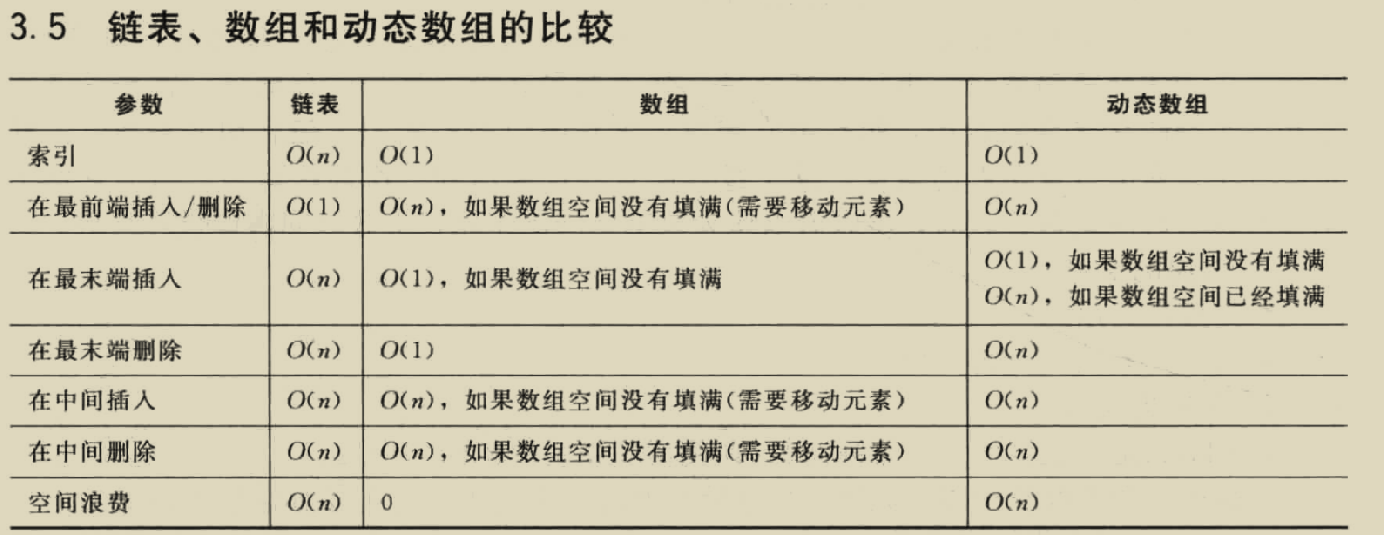 3.5 链表、数组和动态数组的比较
参数 链表 数组 动态数组
索引 O(n) O(1) O(1)
在最前端插入/删除 O(1) O(n)，如果数组空间没有填满(需要移动元素) O(n)
在最末端插入 O(n) O(1)，如果数组空间没有填满 O(1)，如果数组空间没有填满
O(n)，如果数组空间已经填满
在最末端删除 O(n) O(1) O(n)
在中间插入 O(n) O(n)，如果数组空间没有填满(需要移动元素) O(n)
在中间删除 O(n) O(n)，如果数组空间没有填满(需要移动元素) O(n)
空间浪费 O(n) 0 O(n)